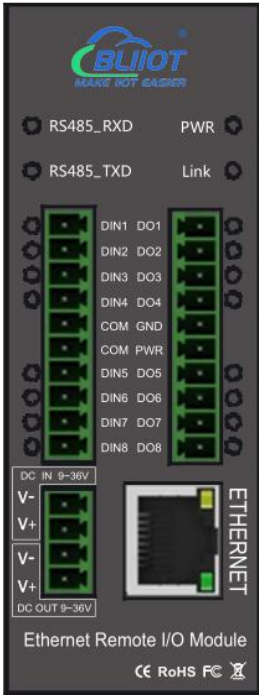 BLIIOT
MAKE IIOT EASIER
RS485_RXD PWR
RS485_TXD Link
DIN1 DO1
DIN2 DO2
DIN3 DO3
DIN4 DO4
COM GND
COM PWR
DIN5 DO5
DIN6 DO6
DIN7 DO7
DIN8 DO8
DC IN 9-36V
V-
V+
V-
V+
DC OUT 9-36V
ETHERNET
Ethernet Remote I/O Module
CE RoHS FC